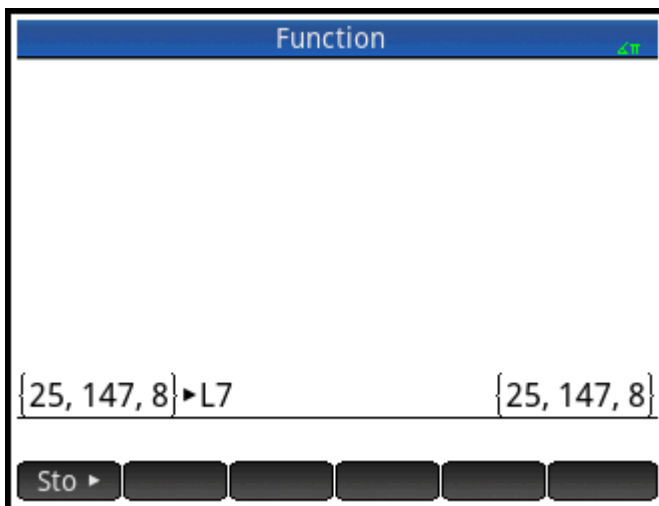 Function
∡π
{25, 147, 8}►L7 {25, 147, 8}
Sto ►